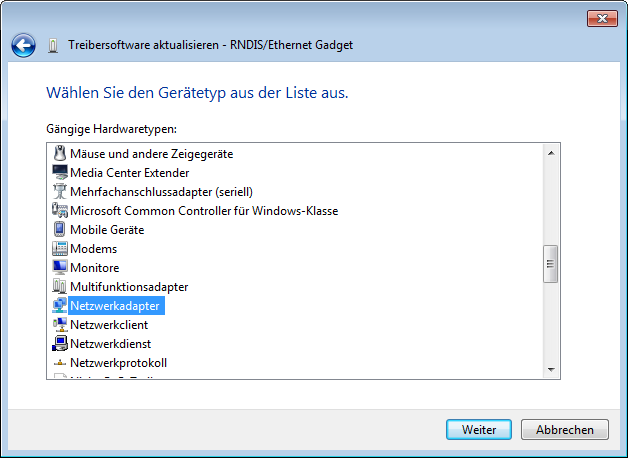 Treibersoftware aktualisieren - RNDIS/Ethernet Gadget
Wählen Sie den Gerätetyp aus der Liste aus.
Gängige Hardwaretypen:
Mäuse und andere Zeigegeräte
Media Center Extender
Mehrfachanschlussadapter (seriell)
Microsoft Common Controller für Windows-Klasse
Mobile Geräte
Modems
Monitore
Multifunktionsadapter
Netzwerkadapter
Netzwerkclient
Netzwerkdienst
Netzwerkprotokoll
Weiter
Abbrechen